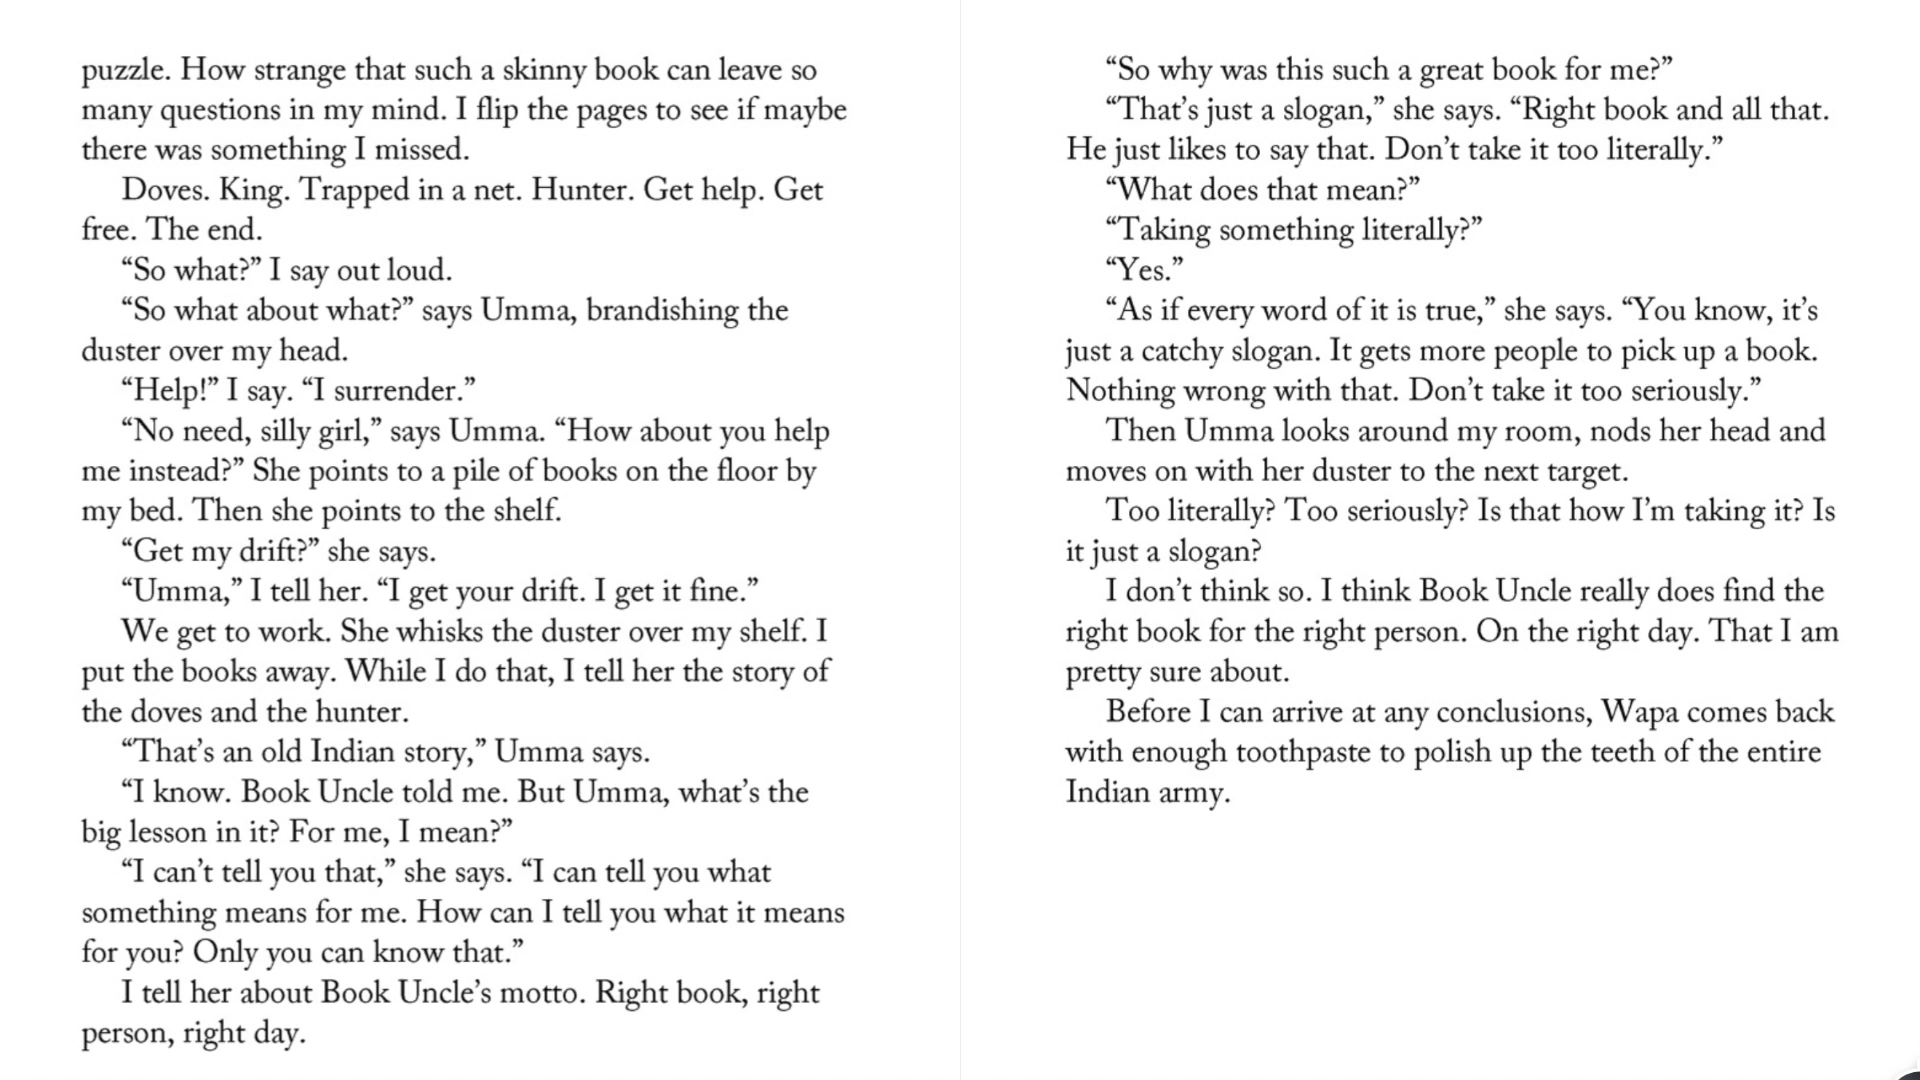 puzzle. How strange that such a skinny book can leave so
many questions in my mind. I flip the pages to see if maybe
there was something I missed.
Doves. King. Trapped in a net. Hunter. Get help. Get
free. The end.
“So what?” I say out loud.
“So what about what?” says Umma, brandishing the
duster over my head.
“Help!” I say. “I surrender.”
“No need, silly girl,” says Umma. “How about you help
me instead?” She points to a pile of books on the floor by
my bed. Then she points to the shelf.
“Get my drift?” she says.
“Umma,” I tell her. “I get your drift. I get it fine.”
We get to work. She whisks the duster over my shelf. I
put the books away. While I do that, I tell her the story of
the doves and the hunter.
“That’s an old Indian story,” Umma says.
“I know. Book Uncle told me. But Umma, what’s the
big lesson in it? For me, I mean?”
“I can’t tell you that,” she says. “I can tell you what
something means for me. How can I tell you what it means
for you? Only you can know that.”
I tell her about Book Uncle’s motto. Right book, right
person, right day.
“So why was this such a great book for me?”
“That’s just a slogan,” she says. “Right book and all that.
He just likes to say that. Don’t take it too literally.”
“What does that mean?”
“Taking something literally?”
“Yes.”
“As if every word of it is true,” she says. “You know, it’s
just a catchy slogan. It gets more people to pick up a book.
Nothing wrong with that. Don’t take it too seriously.”
Then Umma looks around my room, nods her head and
moves on with her duster to the next target.
Too literally? Too seriously? Is that how I’m taking it? Is
it just a slogan?
I don’t think so. I think Book Uncle really does find the
right book for the right person. On the right day. That I am
pretty sure about.
Before I can arrive at any conclusions, Wapa comes back
with enough toothpaste to polish up the teeth of the entire
Indian army.